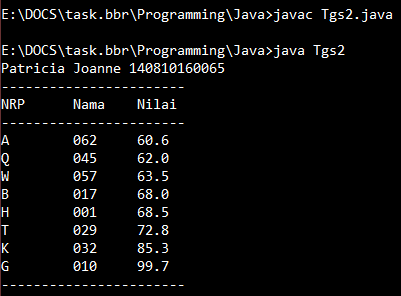 E:\DOCS\task.bbr\Programming\Java>javac Tgs2.java
E:\DOCS\task.bbr\Programming\Java>java Tgs2
Patricia Joanne 140810160065
-----------------------
NRP Nama Nilai
-----------------------
A 062 60.6
Q 045 62.0
W 057 63.5
B 017 68.0
H 001 68.5
T 029 72.8
K 032 85.3
G 010 99.7
-----------------------